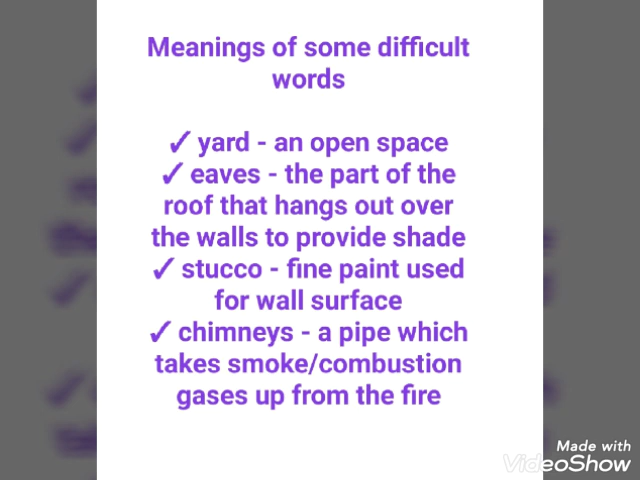 Meanings of some difficult
words
✓ yard - an open space
✓ eaves - the part of the
roof that hangs out over
the walls to provide shade
✓ stucco - fine paint used
for wall surface
✓ chimneys - a pipe which
takes smoke/combustion
gases up from the fire
Made with
VideoShow